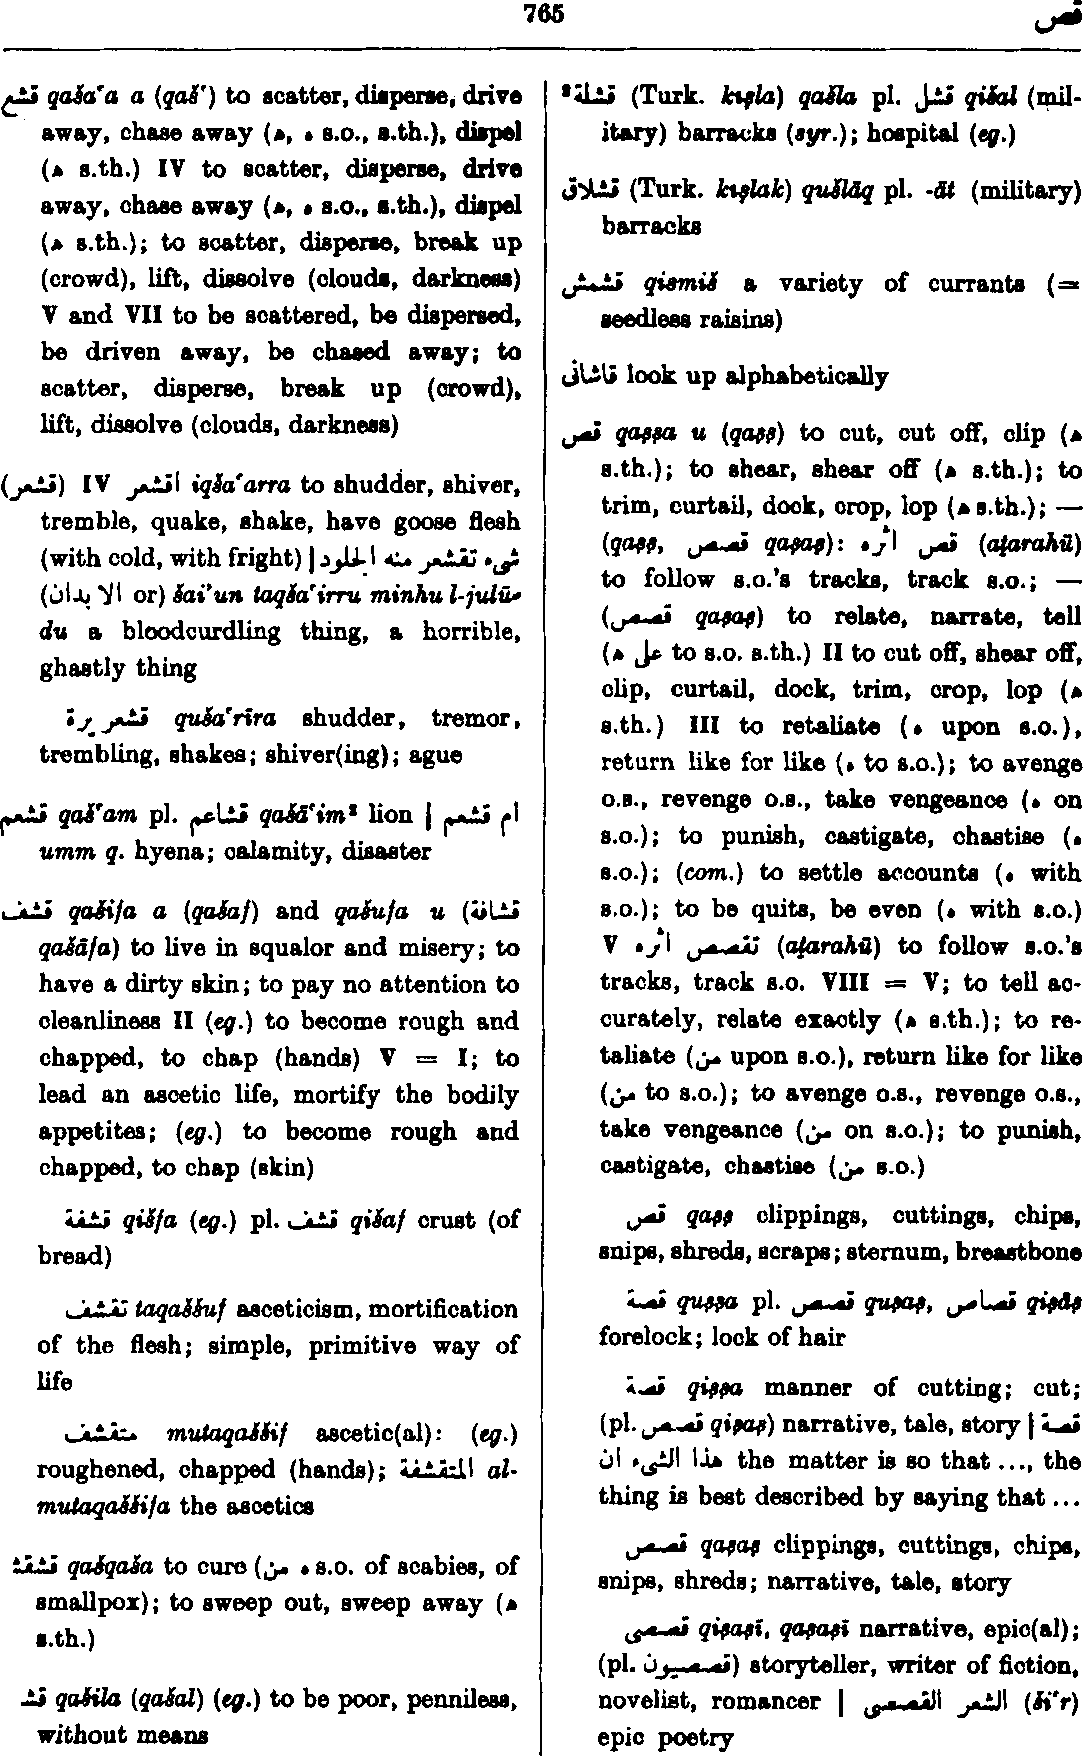 765
قص
قشع qaša‘a a (qaš‘) to scatter, disperse, drive
away, chase away (ه, ه s.o., s.th.), dispel
(ه s.th.) IV to scatter, disperse, drive
away, chase away (ه, ه s.o., s.th.), dispel
(ه s.th.); to scatter, disperse, break up
(crowd), lift, dissolve (clouds, darkness)
V and VII to be scattered, be dispersed,
be driven away, be chased away; to
scatter, disperse, break up (crowd),
lift, dissolve (clouds, darkness)
(قشعر) IV اقشعر iqša‘arra to shudder, shiver,
tremble, quake, shake, have goose flesh
(with cold, with fright) | شىء تقشعر منه الجلود
(الابدان or) šai’un taqša‘irru minhu l-julū-
du a bloodcurdling thing, a horrible,
ghastly thing
قشعريرة quša‘rīra shudder, tremor,
trembling, shakes; shiver(ing); ague
قشعم qaš‘am pl. قشاعم qašā‘im² lion | ام قشعم
umm q. hyena; calamity, disaster
قشف qašifa a (qašaf) and qašufa u (قشافة
qašāfa) to live in squalor and misery; to
have a dirty skin; to pay no attention to
cleanliness II (eg.) to become rough and
chapped, to chap (hands) V = I; to
lead an ascetic life, mortify the bodily
appetites; (eg.) to become rough and
chapped, to chap (skin)
قشفة qišfa (eg.) pl. قشف qišaf crust (of
bread)
تقشف taqaššuf asceticism, mortification
of the flesh; simple, primitive way of
life
متقشف mutaqaššif ascetic(al): (eg.)
roughened, chapped (hands); المتقشفة al-
mutaqaššifa the ascetics
قشقش qašqaša to cure (ه من s.o. of scabies, of
smallpox); to sweep out, sweep away (ه
s.th.)
qašila (qašal) (eg.) to be poor, penniless,
without means
قشلة² (Turk. kışla) qašla pl. قشل qišal (mil-
itary) barracks (syr.); hospital (eg.)
قشلاق (Turk. kışlak) qušlāq pl. -āt (military)
barracks
قشمش qismiš a variety of currants (=
seedless raisins)
قاشانى look up alphabetically
قص qaṣṣa u (qaṣṣ) to cut, cut off, clip (ه
s.th.); to shear, shear off (ه s.th.); to
trim, curtail, dock, crop, lop (ه s.th.); —
(qaṣṣ, قصص qaṣaṣ): قص اثره (aṯarahū)
to follow s.o.’s tracks, track s.o.; —
(قصص qaṣaṣ) to relate, narrate, tell
(ه على to s.o. s.th.) II to cut off, shear off,
clip, curtail, dock, trim, crop, lop (ه
s.th.) III to retaliate (ه upon s.o.),
return like for like (ه to s.o.); to avenge
o.s., revenge o.s., take vengeance (ه on
s.o.); to punish, castigate, chastise (ه
s.o.); (com.) to settle accounts (ه with
s.o.); to be quits, be even (ه with s.o.)
V تقصص اثره (aṯarahū) to follow s.o.’s
tracks, track s.o. VIII = V; to tell ac-
curately, relate exactly (ه s.th.); to re-
taliate (من upon s.o.), return like for like
(من to s.o.); to avenge o.s., revenge o.s.,
take vengeance (من on s.o.); to punish,
castigate, chastise (من s.o.)
قص qaṣṣ clippings, cuttings, chips,
snips, shreds, scraps; sternum, breastbone
قصة quṣṣa pl. قصص quṣaṣ, قصاص qiṣāṣ
forelock; lock of hair
قصة qiṣṣa manner of cutting; cut;
(pl. قصص qiṣaṣ) narrative, tale, story | قصة
هذا الشىء ان the matter is so that ..., the
thing is best described by saying that ...
قصص qaṣaṣ clippings, cuttings, chips,
snips, shreds; narrative, tale, story
قصصى qiṣaṣī, qaṣaṣī narrative, epic(al);
(pl. قصصيون) storyteller, writer of fiction,
novelist, romancer | الشعر القصصى (ši‘r)
epic poetry